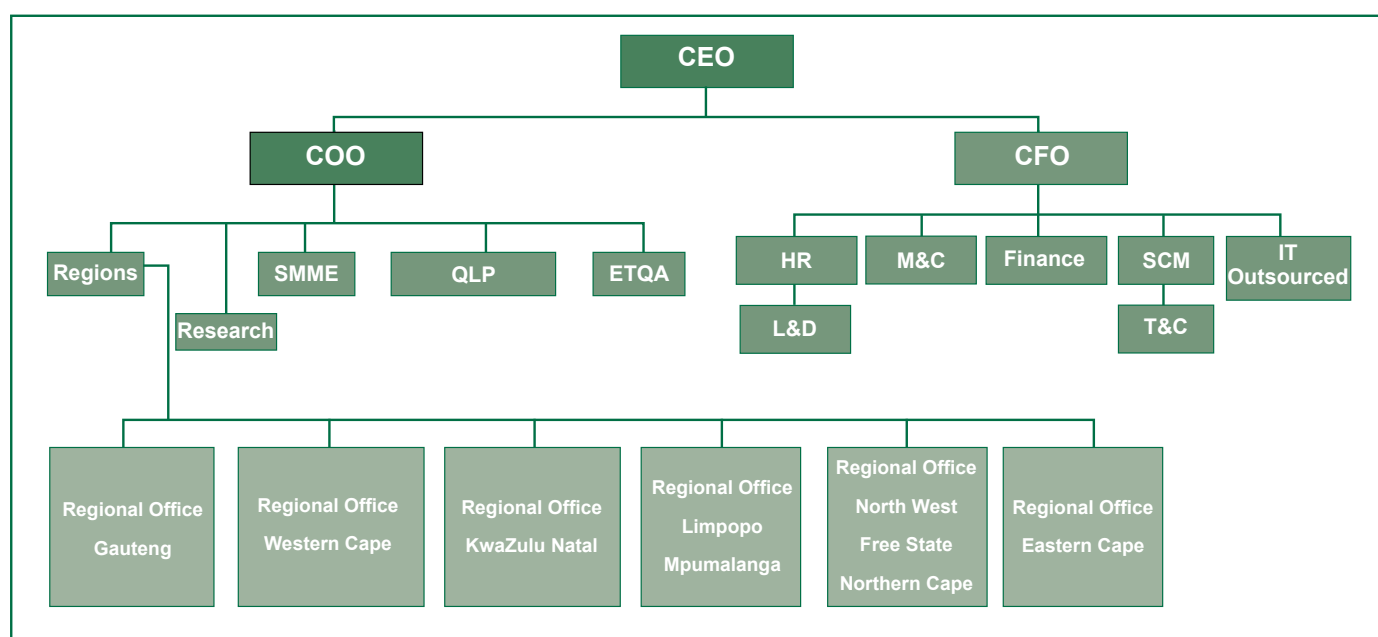 CEO
COO
CFO
Regions
SMME
QLP
ETQA
HR
M&C
Finance
SCM
IT
Outsourced
Research
L&D
T&C
Regional Office
Gauteng
Regional Office
Western Cape
Regional Office
KwaZulu Natal
Regional Office
Limpopo
Mpumalanga
Regional Office
North West
Free State
Northern Cape
Regional Office
Eastern Cape